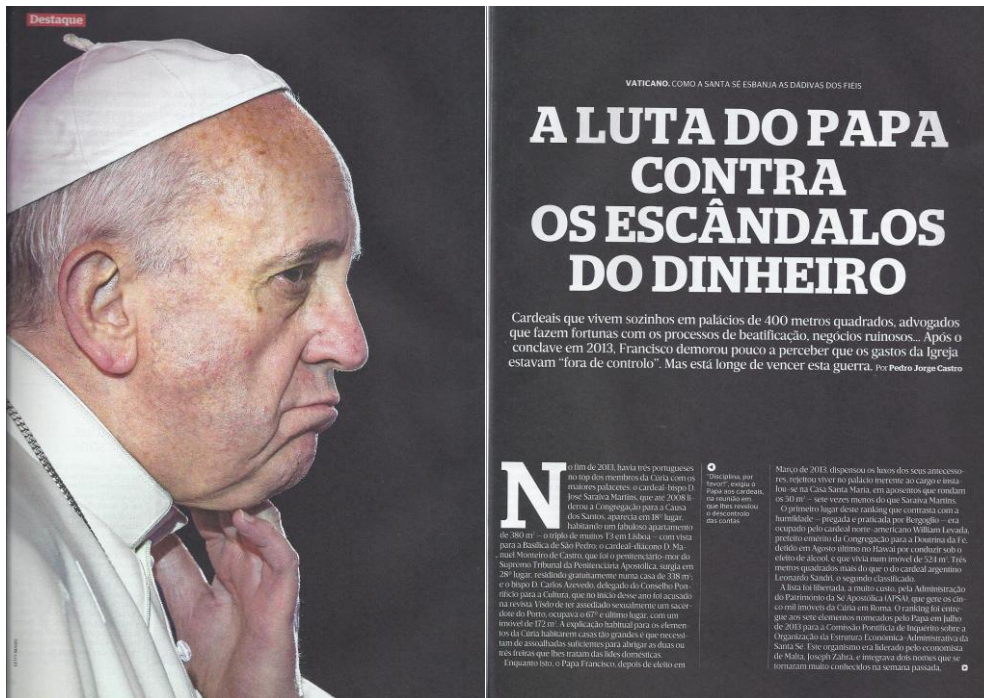 Destaque
VATICANO. COMO A SANTA SÉ ESBANJA AS DÁDIVAS DOS FIÉIS
A LUTA DO PAPA
CONTRA
OS ESCÂNDALOS
DO DINHEIRO
Cardeais que vivem sozinhos em palácios de 400 metros quadrados, advogados
que fazem fortunas com os processos de beatificação, negócios ruinosos... Após o
conclave em 2013, Francisco demorou pouco a perceber que os gastos da Igreja
estavam “fora de controlo”. Mas está longe de vencer esta guerra. Por Pedro Jorge Castro
No fim de 2013, havia três portugueses
no top dos membros da Cúria com os
maiores palacetes: o cardeal-bispo D.
José Saraiva Martins, que até 2008 li-
derou a Congregação para a Causa
dos Santos, aparecia em 18º lugar,
habitando um fabuloso apartamento
de 380 m² – o triplo de muitos T3 em Lisboa – com vista
para a Basílica de São Pedro; o cardeal-diácono D. Ma-
nuel Monteiro de Castro, que foi o penitenciário-mor do
Supremo Tribunal da Penitenciária Apostólica, surgia em
28º lugar, residindo gratuitamente numa casa de 338 m²;
e o bispo D. Carlos Azevedo, delegado do Conselho Pon-
tifício para a Cultura, que no início desse ano foi acusado
na revista Visão de ter assediado sexualmente um sacer-
dote do Porto, ocupava o 67º e último lugar, com um
imóvel de 172 m². A explicação habitual para os elemen-
tos da Cúria habitarem casas tão grandes é que necessi-
tam de assoalhadas suficientes para abrigar as duas ou
três freiras que lhes tratam das lides domésticas.
Enquanto isto, o Papa Francisco, depois de eleito em
“Disciplina, por
favor!”, exigiu o
Papa aos cardeais,
na reunião em
que lhes revelou
o descontrolo
das contas
Março de 2013, dispensou os luxos dos seus antecesso-
res, rejeitou viver no palácio inerente ao cargo e insta-
lou-se na Casa Santa Maria, em aposentos que rondam
os 50 m² – sete vezes menos do que Saraiva Martins.
O primeiro lugar deste ranking que contrasta com a
humildade – pregada e praticada por Bergoglio – era
ocupado pelo cardeal norte-americano William Levada,
prefeito emérito da Congregação para a Doutrina da Fé,
detido em Agosto último no Hawai por conduzir sob o
efeito de álcool, e que vivia num imóvel de 524 m². Três
metros quadrados mais do que o do cardeal argentino
Leonardo Sandri, o segundo classificado.
A lista foi libertada, a muito custo, pela Administração
do Património da Sé Apostólica (APSA), que gere os cin-
co mil imóveis da Cúria em Roma. O ranking foi entre-
gue aos sete elementos nomeados pelo Papa em Julho
de 2013 para a Comissão Pontifícia de Inquérito sobre a
Organização da Estrutura Económica-Administrativa da
Santa Sé. Este organismo era liderado pelo economista
de Malta, Joseph Zahra, e integrava dois nomes que se
tornaram muito conhecidos na semana passada,
GETTY IMAGES